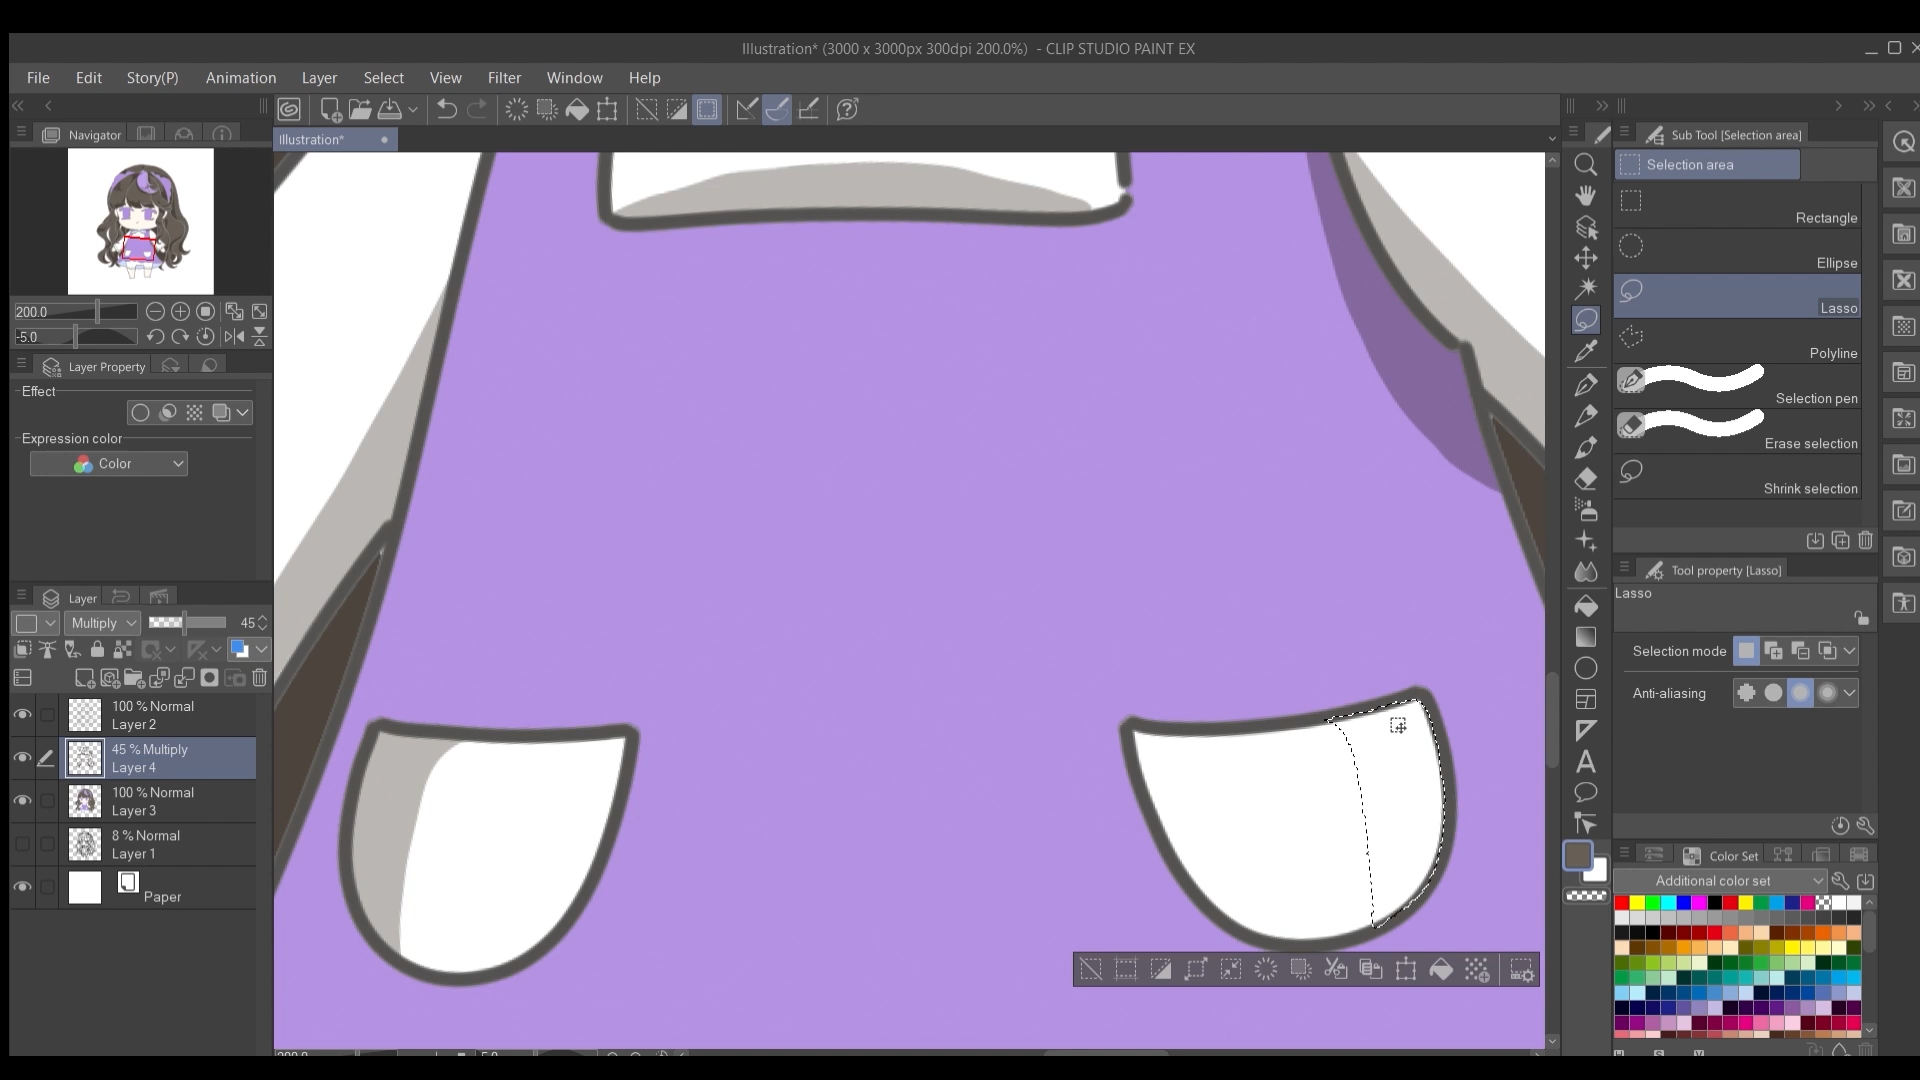 Illustration* (3000 x 3000px 300dpi 200.0%) - CLIP STUDIO PAINT EX
File Edit Story(P) Animation Layer Select View Filter Window Help
Illustration*
Navigator
200.0
-5.0
Layer Property
Effect
Expression color
Color
Layer
Multiply 45
100 % Normal
Layer 2
45 % Multiply
Layer 4
100 % Normal
Layer 3
8 % Normal
Layer 1
Paper
Sub Tool [Selection area]
Selection area
Rectangle
Ellipse
Lasso
Polyline
Selection pen
Erase selection
Shrink selection
Tool property [Lasso]
Lasso
Selection mode
Anti-aliasing
Color Set
Additional color set